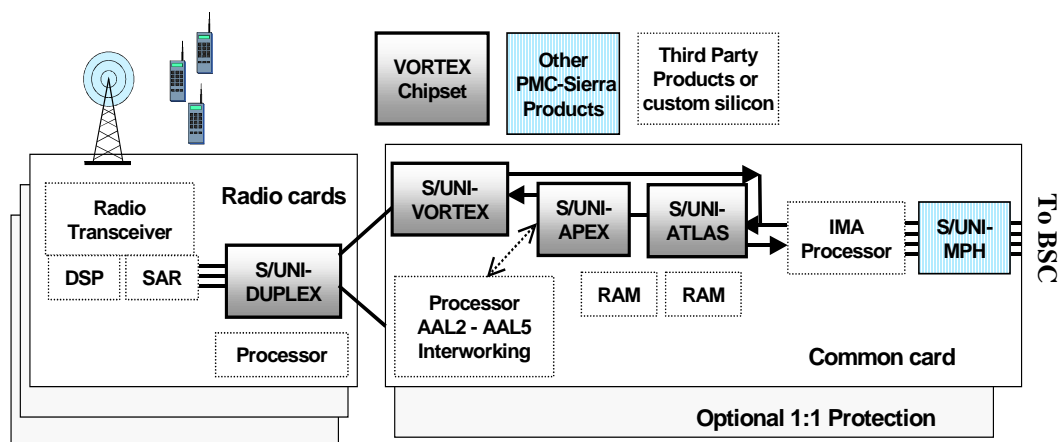 VORTEX
Chipset
Other
PMC-Sierra
Products
Third Party
Products or
custom silicon
Radio cards
Radio
Transceiver
DSP
SAR
S/UNI-
DUPLEX
Processor
S/UNI-
VORTEX
S/UNI-
APEX
S/UNI-
ATLAS
IMA
Processor
S/UNI-
MPH
To BSC
Processor
AAL2 - AAL5
Interworking
RAM
RAM
Common card
Optional 1:1 Protection